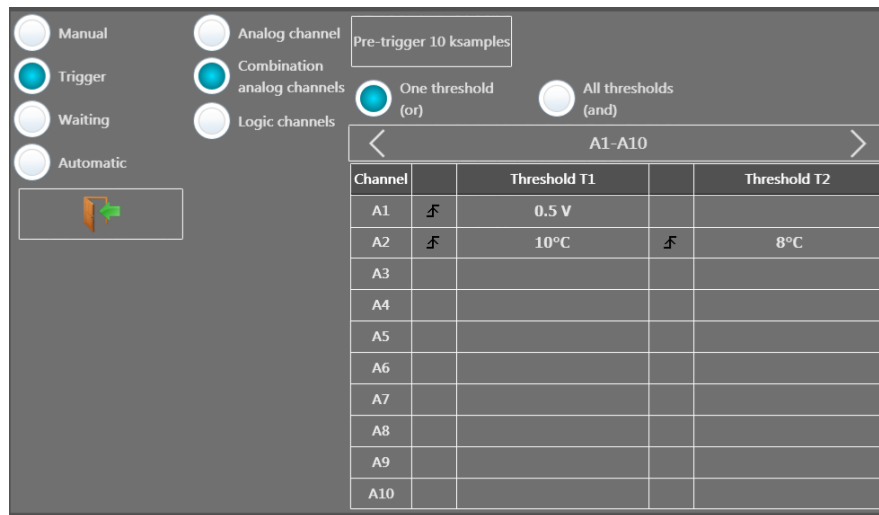 Manual
Trigger
Waiting
Automatic
Analog channel
Combination
analog channels
Logic channels
Pre-trigger 10 ksamples
One threshold
(or)
All thresholds
(and)
A1-A10
Channel Threshold T1 Threshold T2
A1 0.5 V
A2 10°C 8°C
A3
A4
A5
A6
A7
A8
A9
A10